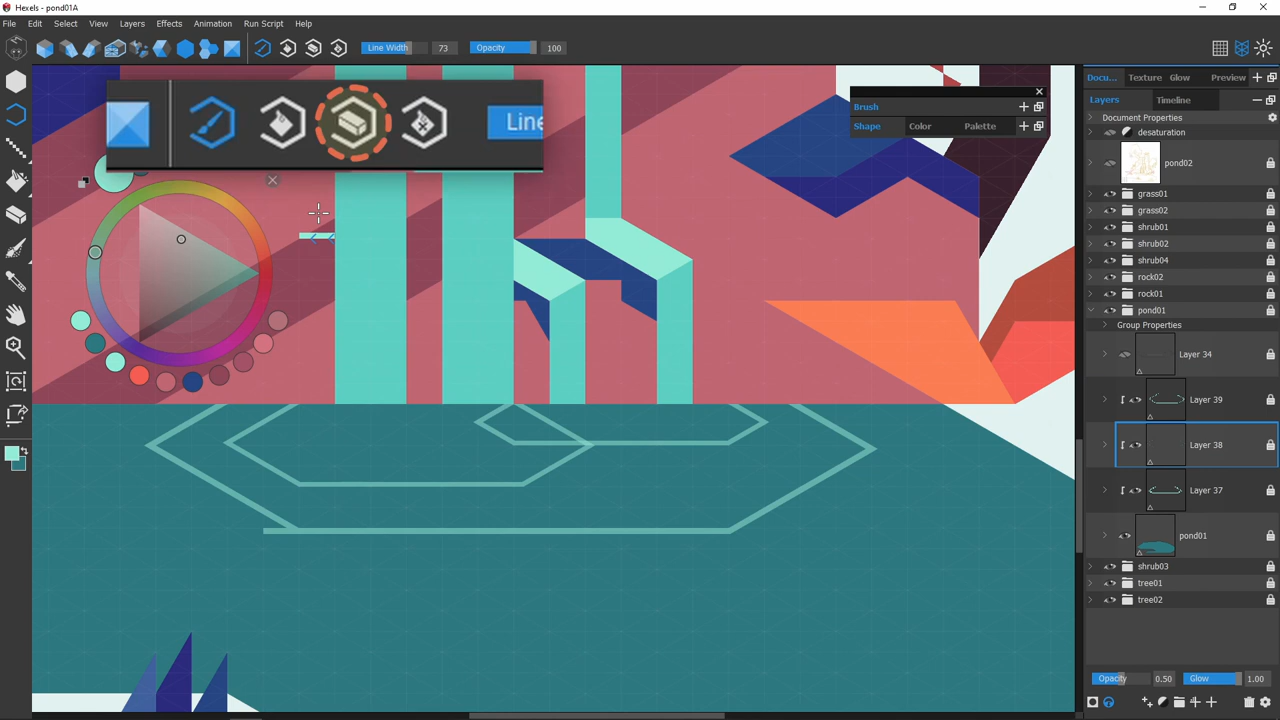 Hexels - pond01A
File Edit Select View Layers Effects Animation Run Script Help
Line Width 73 Opacity 100
Docu... Texture Glow Preview
Layers Timeline
Document Properties
desaturation
pond02
grass01
grass02
shrub01
shrub02
shrub04
rock02
rock01
pond01
Group Properties
Layer 34
Layer 39
Layer 38
Layer 37
pond01
shrub03
tree01
tree02
Opacity 0.50 Glow 1.00
Brush
Shape Color Palette
Line